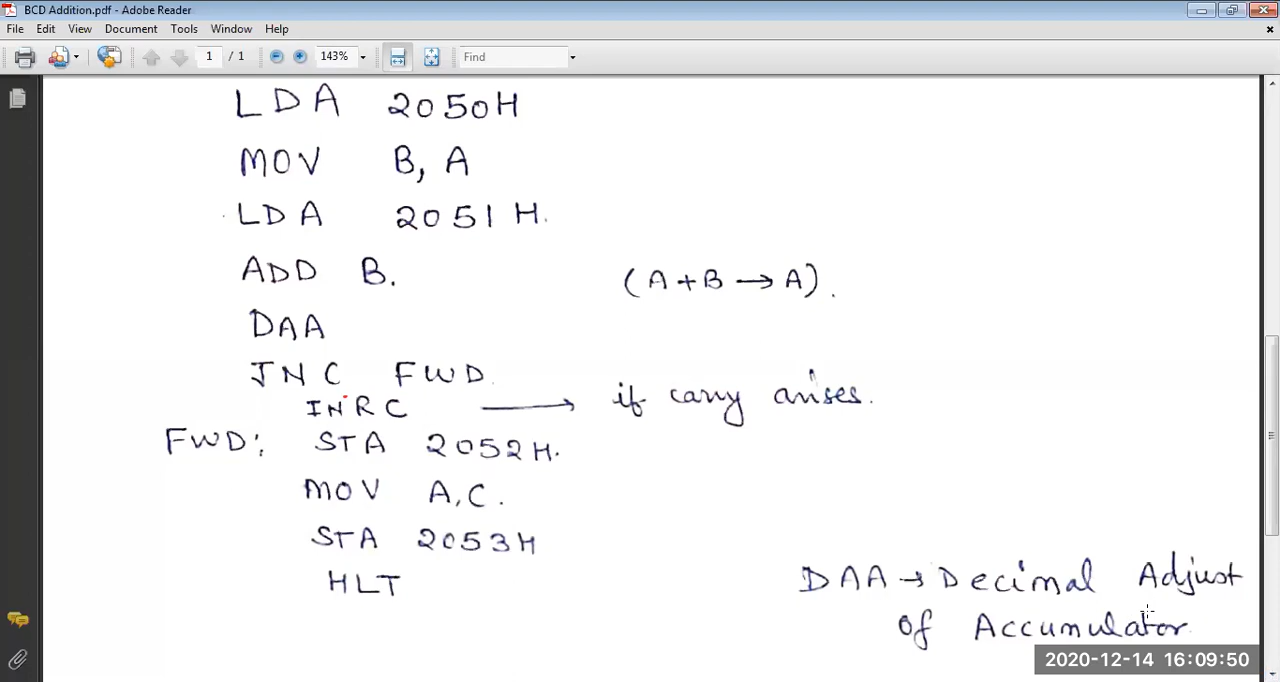 BCD Addition.pdf - Adobe Reader
File Edit View Document Tools Window Help
1 / 1 143% Find
LDA 2050H
MOV B, A
LDA 2051 H.
ADD B. (A+B → A).
DAA
JNC FWD.
INR C → if carry arises.
FWD: STA 2052H.
MOV A, C.
STA 2053H
HLT
DAA → Decimal Adjust
Of Accumulator.
2020-12-14 16:09:50